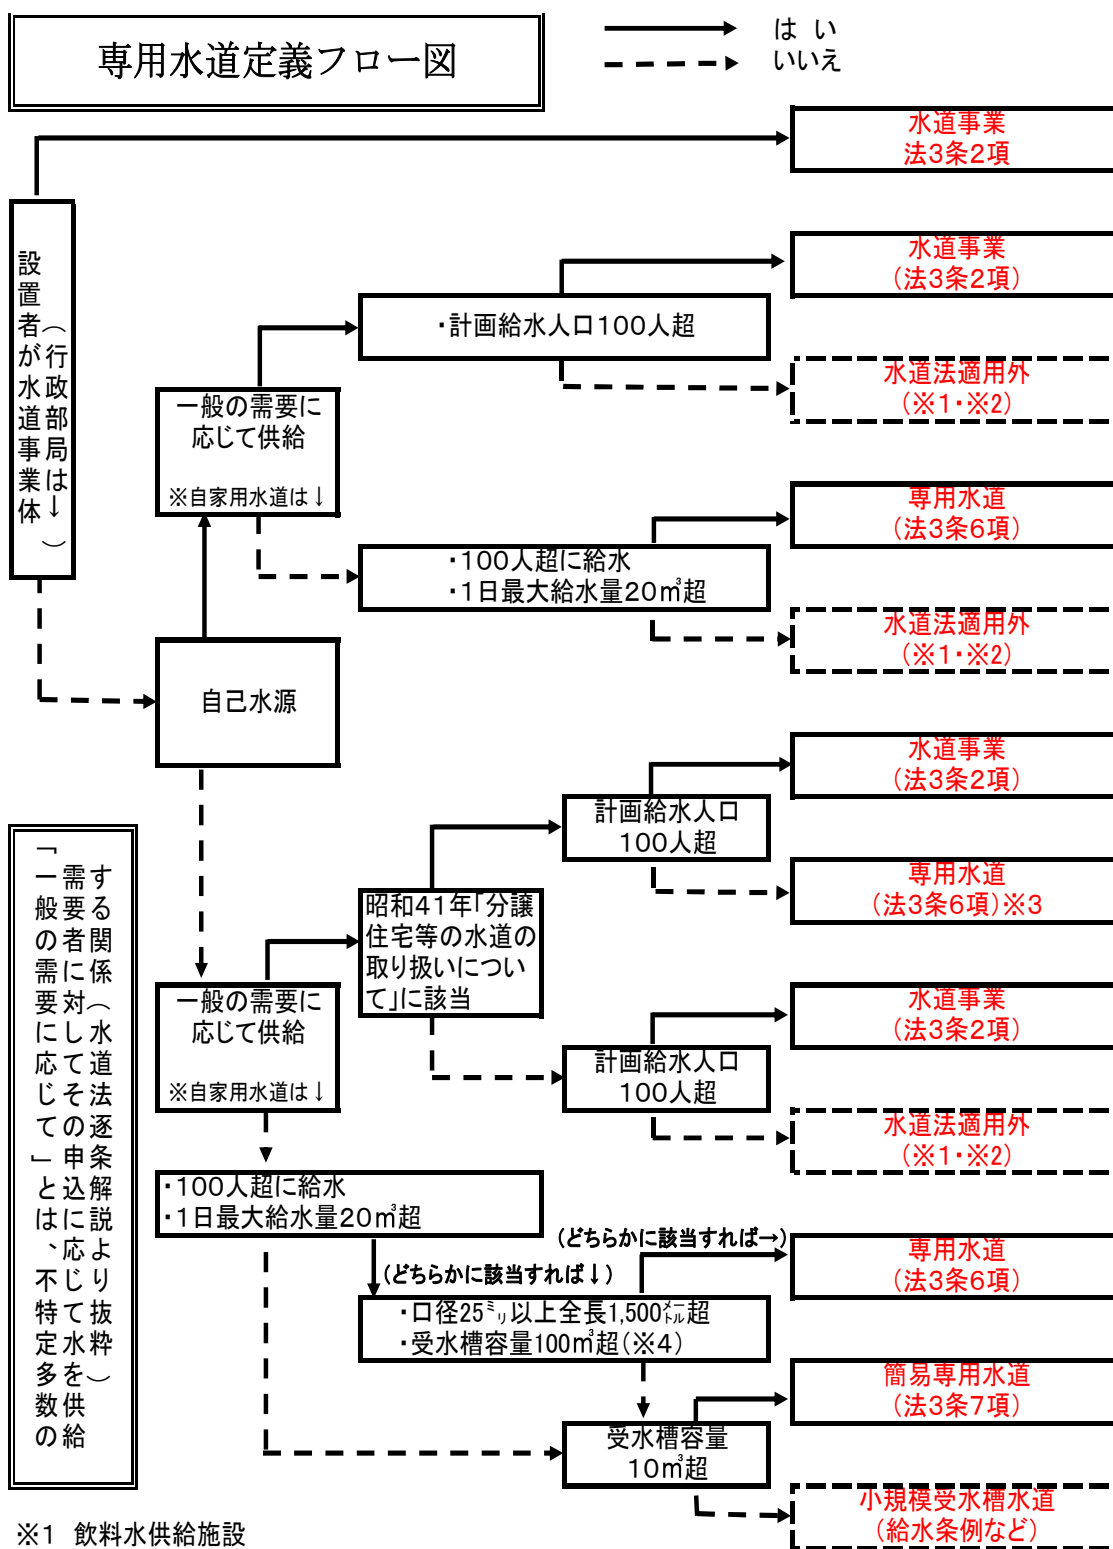 専用水道定義フロー図
はい
いいえ
水道事業
法3条2項
設置者が水道事業体
（行政部局は↓）
水道事業
（法3条2項）
・計画給水人口100人超
水道法適用外
（※1・※2）
一般の需要に
応じて供給
※自家用水道は↓
専用水道
（法3条6項）
・100人超に給水
・1日最大給水量20㎥超
水道法適用外
（※1・※2）
自己水源
水道事業
（法3条2項）
計画給水人口
100人超
専用水道
（法3条6項）※3
昭和41年「分譲
住宅等の水道の
取り扱いについ
て」に該当
水道事業
（法3条2項）
一般の需要に
応じて供給
※自家用水道は↓
計画給水人口
100人超
水道法適用外
（※1・※2）
「一般の需要に応じて」とは、不特定多数の
需要者に対してその申込に応じて水を供給
する関係（水道法逐条解説より抜粋）
・100人超に給水
・1日最大給水量20㎥超
（どちらかに該当すれば→）
専用水道
（法3条6項）
（どちらかに該当すれば↓）
・口径25㍉以上全長1,500㍍超
・受水槽容量100㎥超（※4）
簡易専用水道
（法3条7項）
受水槽容量
10㎥超
小規模受水槽水道
（給水条例など）
※1 飲料水供給施設